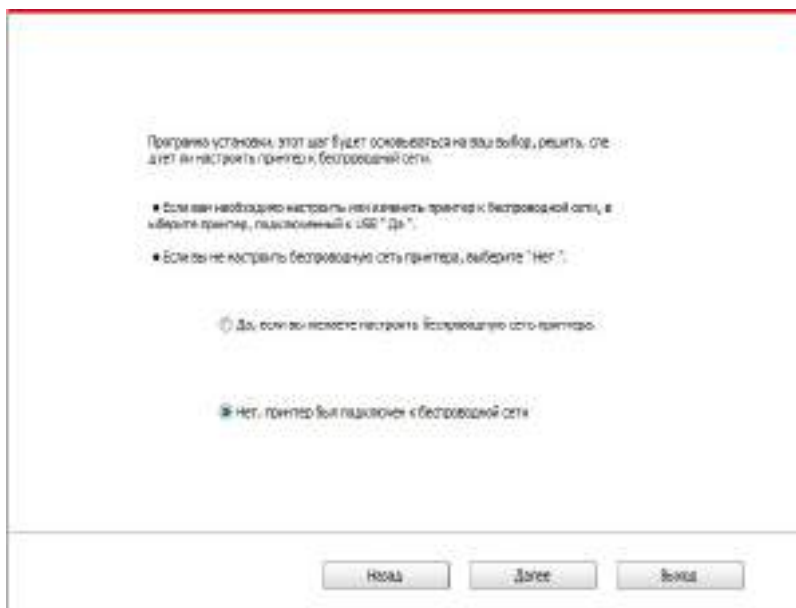 Программа установки, этот шаг будет основываться на ваш выбор, решить, сле
дует ли настроить принтер к беспроводной сети.
• Если вам необходимо настроить или изменить принтер к беспроводной сети, в
ыберите принтер, подключенный к USB " Да ".
• Если вы не настроить беспроводную сеть принтера, выберите " Нет ".
Да, если вы желаете настроить беспроводную сеть принтера.
Нет, принтер был подключен к беспроводной сети
Назад
Далее
Выход